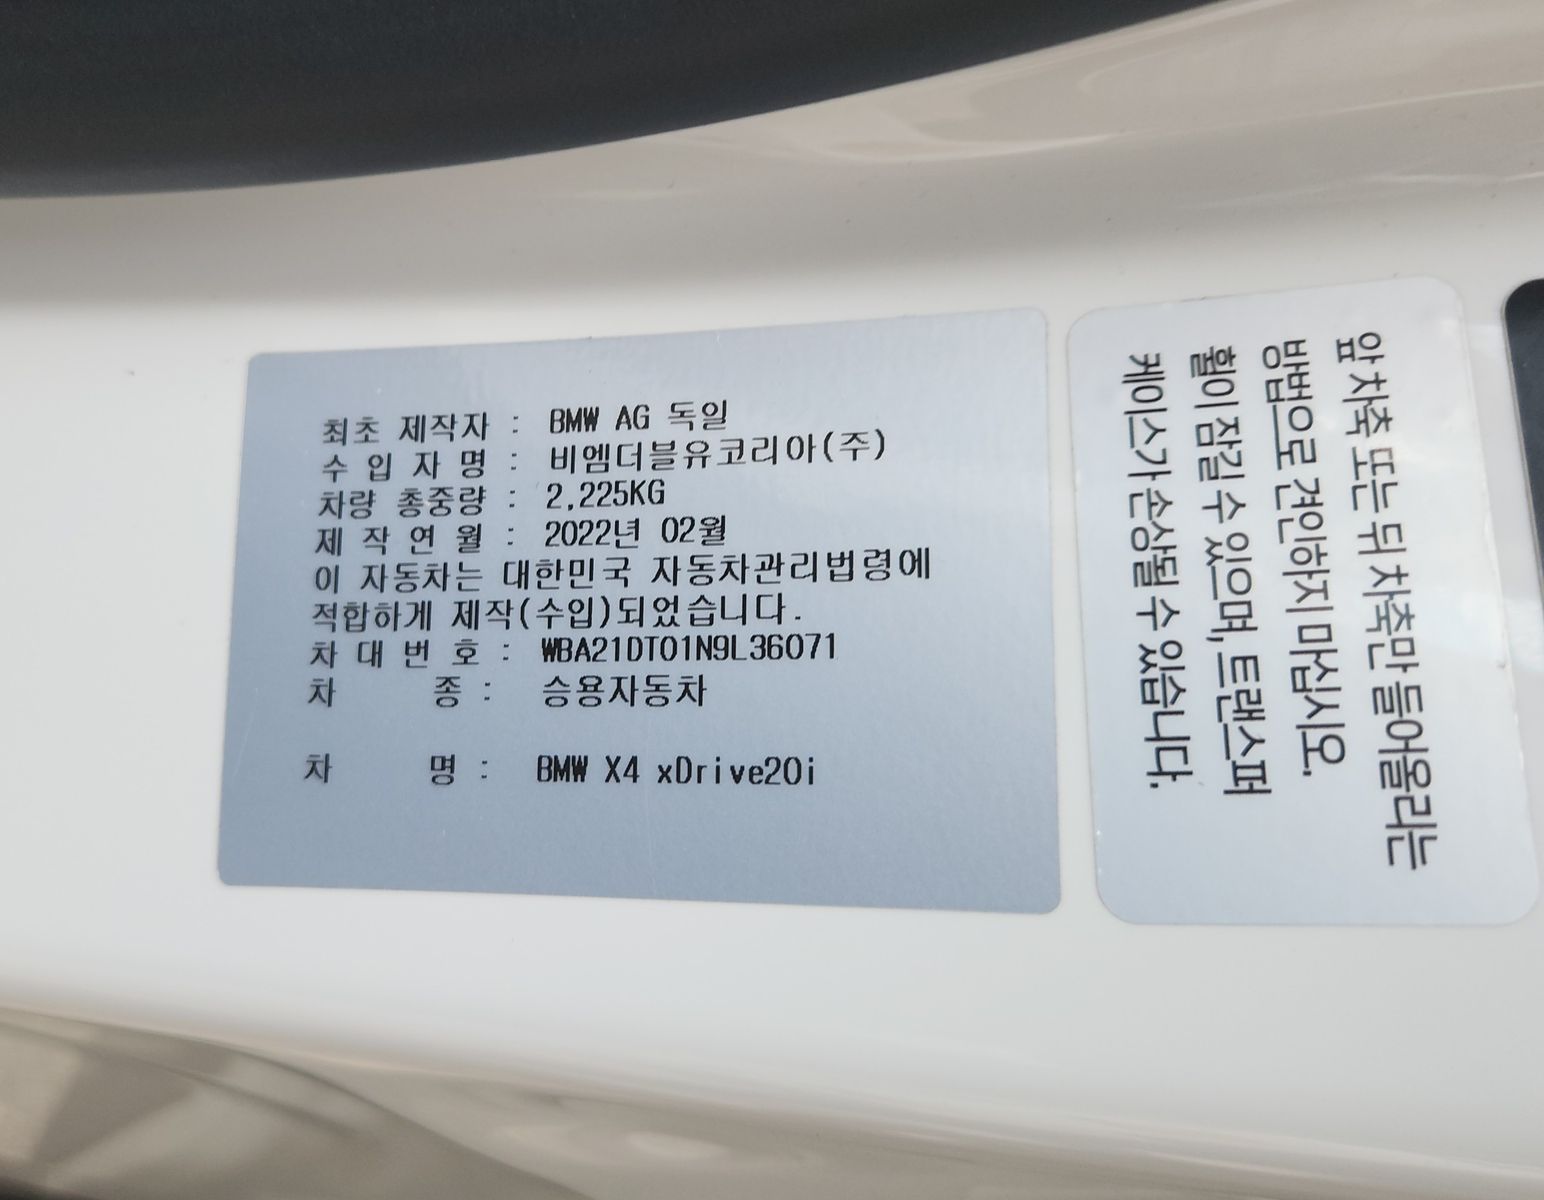 최초 제작자 : BMW AG 독일
수 입 자 명 : 비엠더블유코리아(주)
차량 총중량 : 2,225KG
제 작 연 월 : 2022년 02월
이 자동차는 대한민국 자동차관리법령에
적합하게 제작(수입)되었습니다.
차 대 번 호 : WBA21DT01N9L36071
차 종 : 승용자동차
차 명 : BMW X4 xDrive20i
앞 차축 또는 뒤 차축만 들어올리는
방법으로 견인하지 마십시오.
휠이 잠길 수 있으며, 트랜스퍼
케이스가 손상될 수 있습니다.